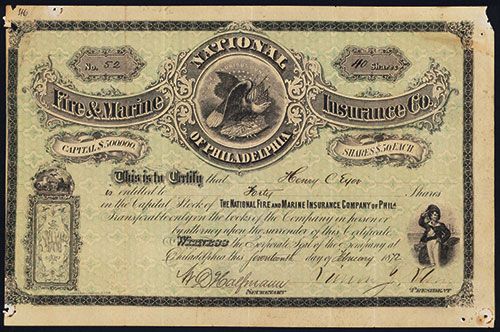 46
No. 52
NATIONAL
40 Shares
Fire & Marine
Insurance Co.
OF PHILADELPHIA
CAPITAL $500000.
SHARES $50 EACH
This is to Certify that Henry C.
is entitled to Forty Shares
in the Capital Stock of THE NATIONAL FIRE AND MARINE INSURANCE COMPANY OF PHILA
Transferable only on the books of the Company in person or
by attorney upon the surrender of this Certificate
IN WITNESS the Corporate Seal of the Company at
Philadelphia this seventeenth day of February 1872
SECRETARY
PRESIDENT